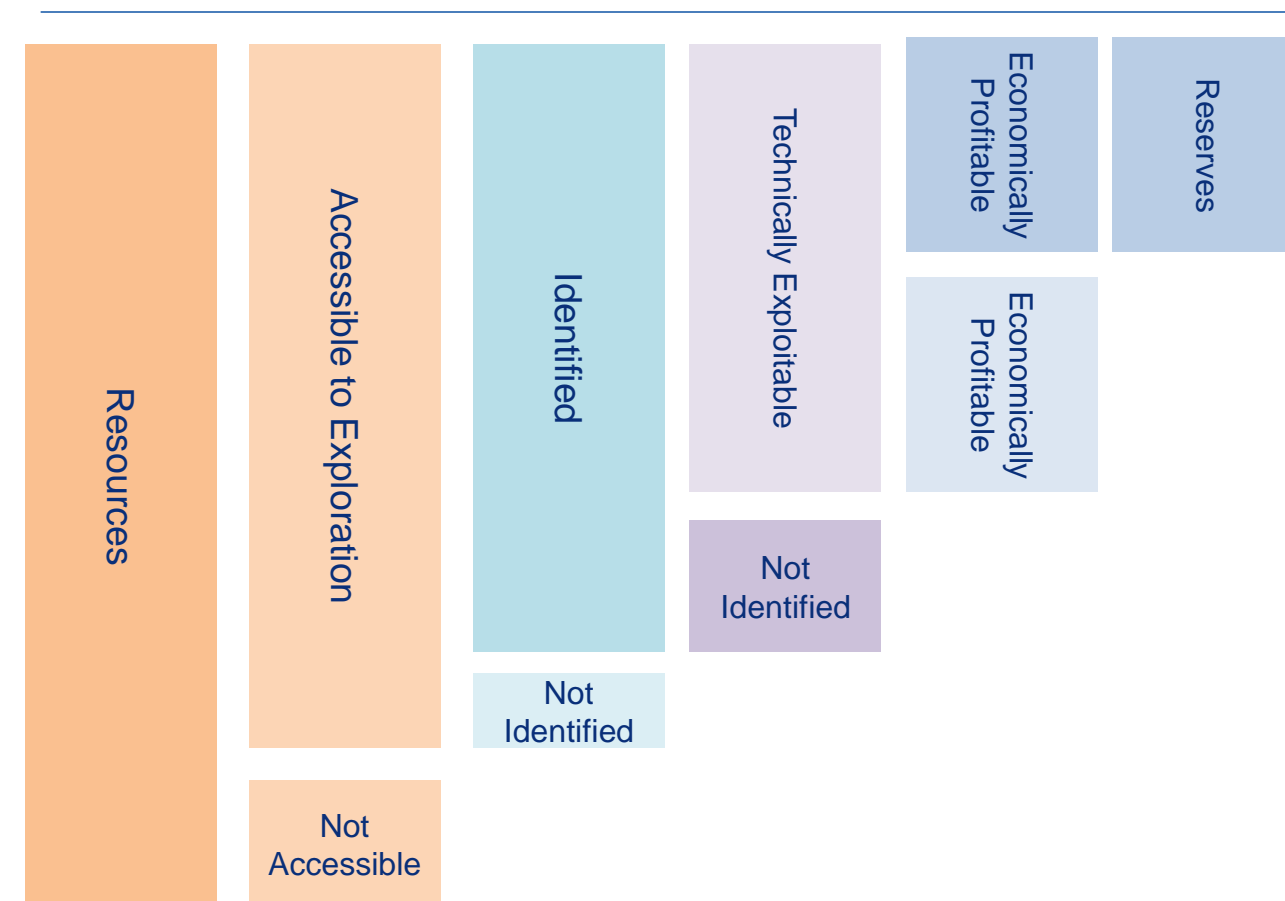 Resources
Accessible to Exploration
Not
Accessible
Identified
Not
Identified
Technically Exploitable
Not
Identified
Economically
Profitable
Economically
Profitable
Reserves